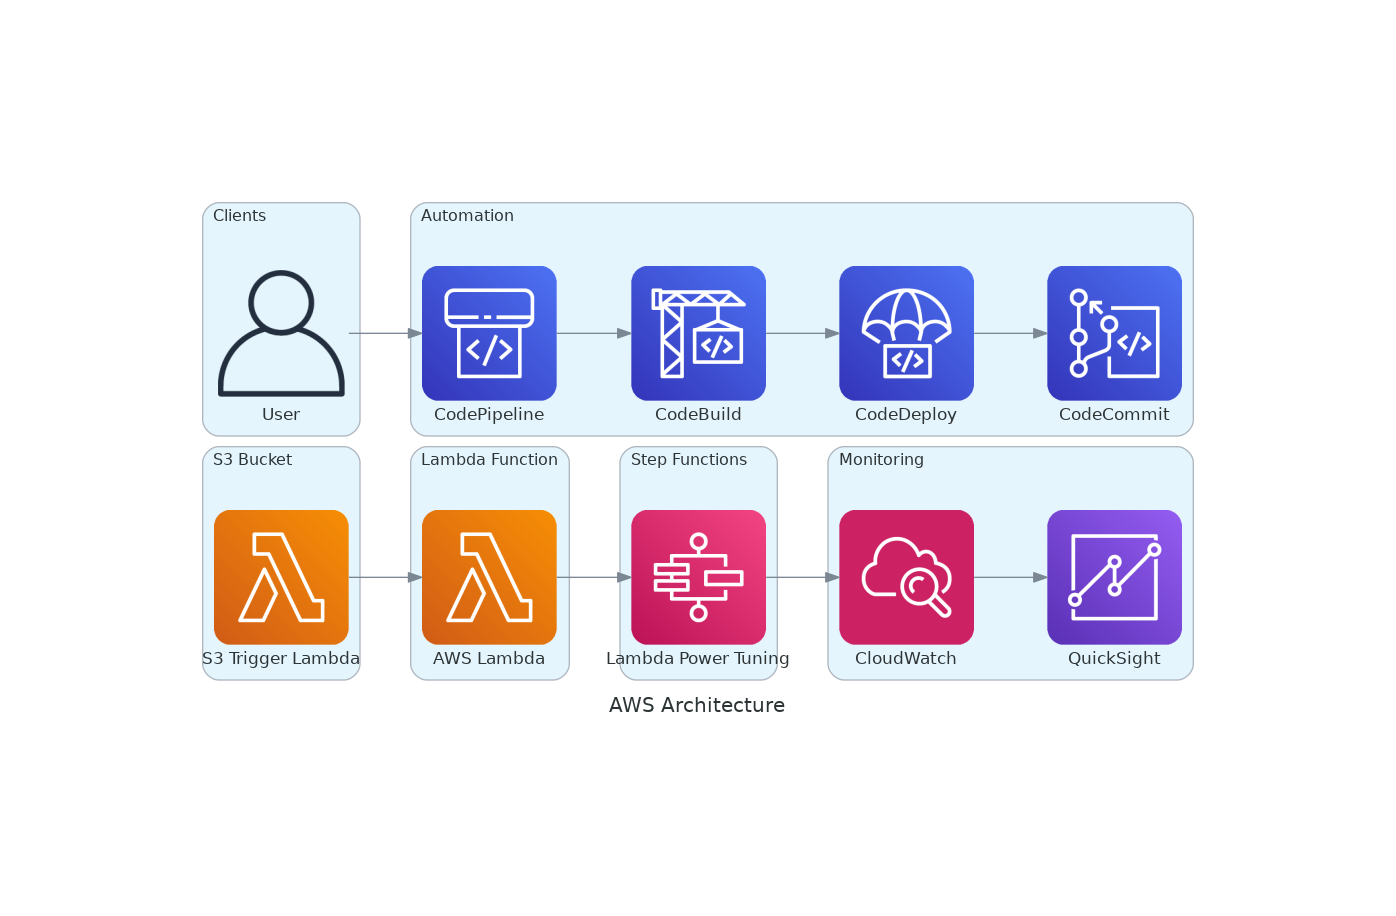 Clients
Automation
User
CodePipeline
CodeBuild
CodeDeploy
CodeCommit
S3 Bucket
Lambda Function
Step Functions
Monitoring
S3 Trigger Lambda
AWS Lambda
Lambda Power Tuning
CloudWatch
QuickSight
AWS Architecture